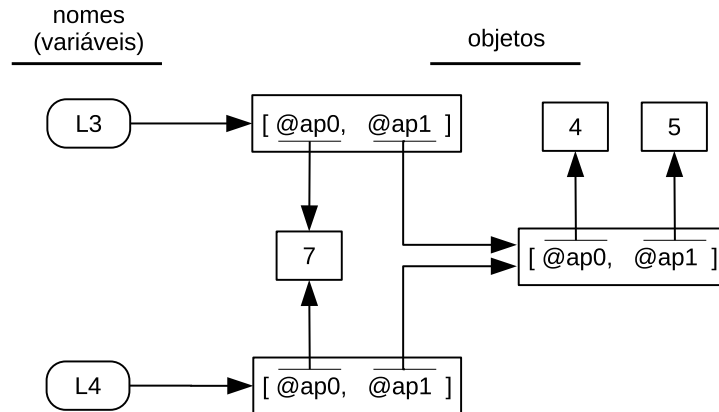 nomes
(variáveis)
objetos
L3
[ @ap0, @ap1 ]
4
5
7
[ @ap0, @ap1 ]
L4
[ @ap0, @ap1 ]